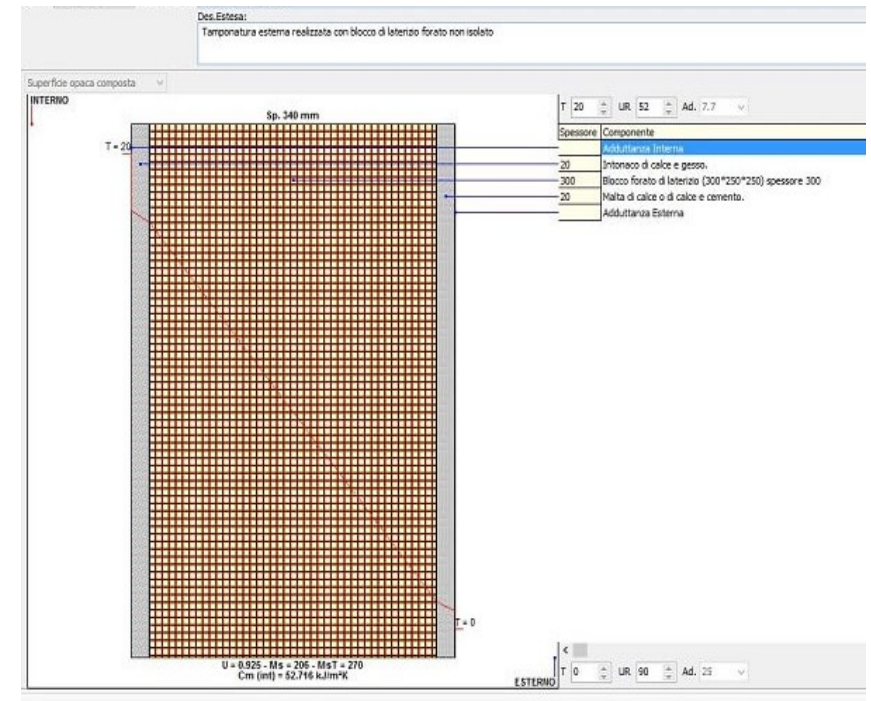 Des.Estesa:
Tamponatura esterna realizzata con blocco di laterizio forato non isolato
Superficie opaca composta
INTERNO
T 20 UR 52 Ad. 7.7
Sp. 340 mm
Spessore Componente
T = 20
Adduttanza Interna
20 Intonaco di calce e gesso.
300 Blocco forato di laterizio (300*250*250) spessore 300
20 Malta di calce o di calce e cemento.
Adduttanza Esterna
T = 0
<
U = 0.925 - Ms = 206 - MsT = 270
Cm (int) = 52.716 kJ/m²K
ESTERNO
T 0 UR 90 Ad. 25